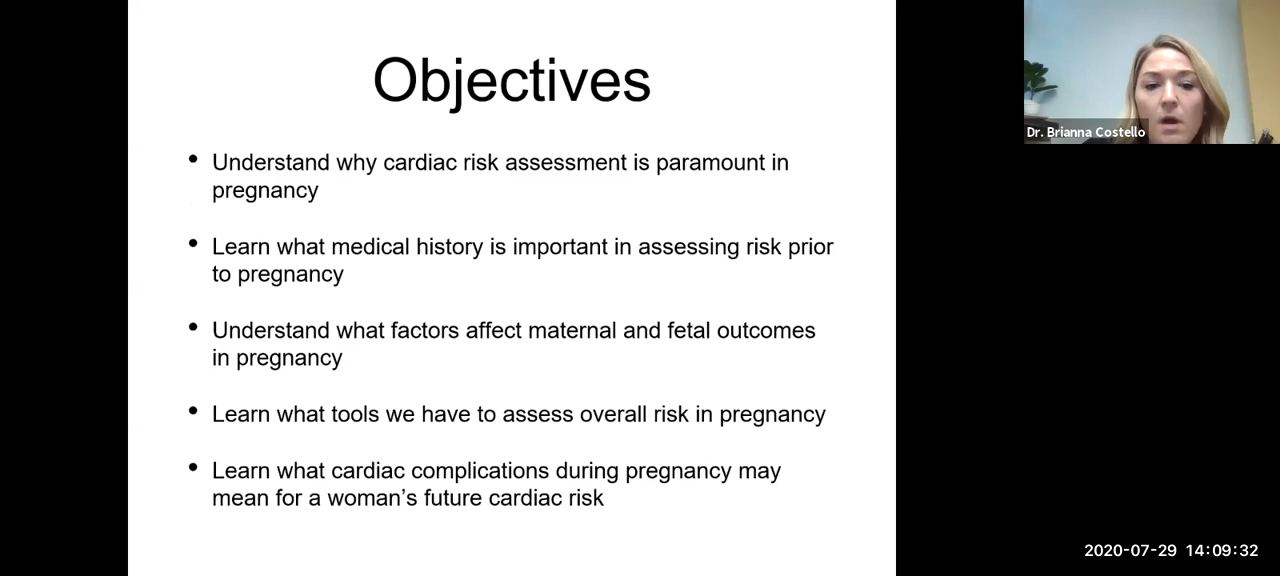 Objectives
• Understand why cardiac risk assessment is paramount in
pregnancy
• Learn what medical history is important in assessing risk prior
to pregnancy
• Understand what factors affect maternal and fetal outcomes
in pregnancy
• Learn what tools we have to assess overall risk in pregnancy
• Learn what cardiac complications during pregnancy may
mean for a woman’s future cardiac risk
Dr. Brianna Costello
2020-07-29 14:09:32